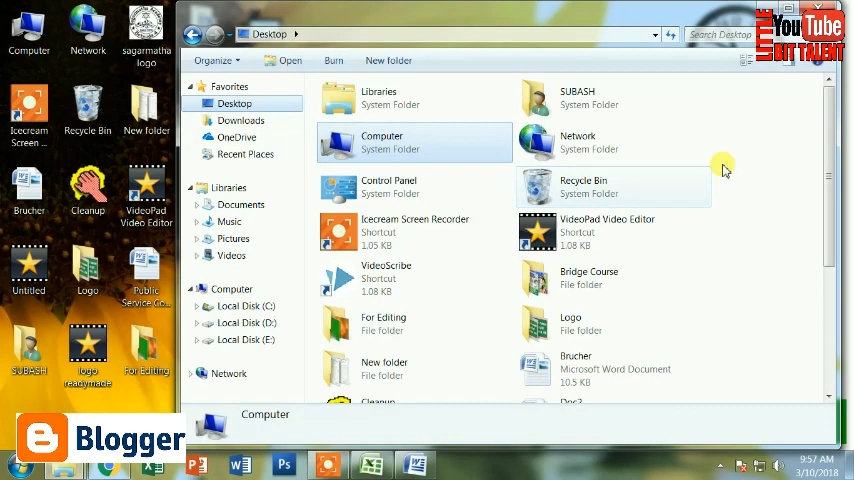 Computer
Network
sagarmatha
logo
Icecream
Screen ...
Recycle Bin
New folder
Brucher
Cleanup
VideoPad
Video Editor
Untitled
Logo
Public
Service Co...
SUBASH
logo
readymade
For Editing
Blogger
Desktop
Search Desktop
LITTLE
YouTube
BIT TALENT
Organize
Open
Burn
New folder
Favorites
Desktop
Downloads
OneDrive
Recent Places
Libraries
Documents
Music
Pictures
Videos
Computer
Local Disk (C:)
Local Disk (D:)
Local Disk (E:)
Network
Libraries
System Folder
SUBASH
System Folder
Computer
System Folder
Network
System Folder
Control Panel
System Folder
Recycle Bin
System Folder
Icecream Screen Recorder
Shortcut
1.05 KB
VideoPad Video Editor
Shortcut
1.08 KB
VideoScribe
Shortcut
1.08 KB
Bridge Course
File folder
For Editing
File folder
Logo
File folder
New folder
File folder
Brucher
Microsoft Word Document
10.5 KB
Cleanup
Doc2
Computer
9:57 AM
3/10/2018